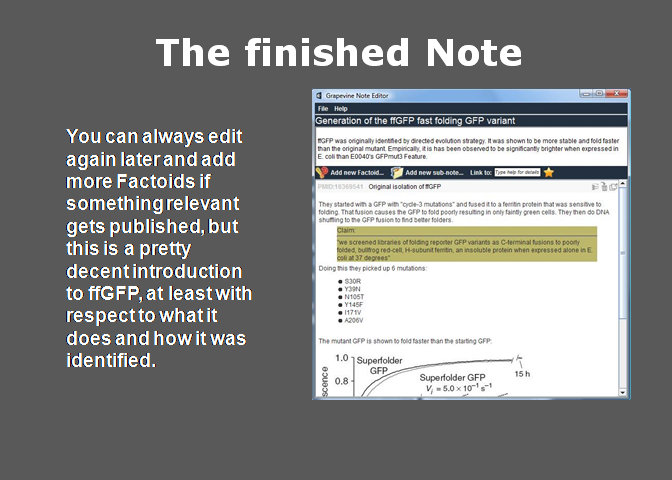 The finished Note
You can always edit
again later and add
more Factoids if
something relevant
gets published, but
this is a pretty
decent introduction
to ffGFP, at least with
respect to what it
does and how it was
identified.
Grapevine Note Editor
File Help
Generation of the ffGFP fast folding GFP variant
ffGFP was originally identified by directed evolution strategy. It was shown to be more stable and fold faster
than the original mutant. Empirically, it is has been observed to be significantly brighter when expressed in
E. coli than E0040's GFPmut3 Feature.
Add new Factoid... Add new sub-note... Link to: Type help for details
PMID:16369541 Original isolation of ffGFP
They started with a GFP with "cycle-3 mutations" and fused it to a ferritin protein that was sensitive to
folding. That fusion causes the GFP to fold poorly resulting in only faintly green cells. They then do DNA
shuffling to the GFP fusion to find better folders.
Claim:
"we screened libraries of folding reporter GFP variants as C-terminal fusions to poorly
folded, bullfrog red-cell, H-subunit ferritin, an insoluble protein when expressed alone in E.
coli at 37 degrees"
Doing this they picked up 6 mutations:
● S30R
● Y39N
● N105T
● Y145F
● I171V
● A206V
The mutant GFP is shown to fold faster than the starting GFP:
1.0
Superfolder
GFP
15 h
0.8
Superfolder GFP
V𝑖 = 5.0 × 10⁻¹ s⁻¹
scence